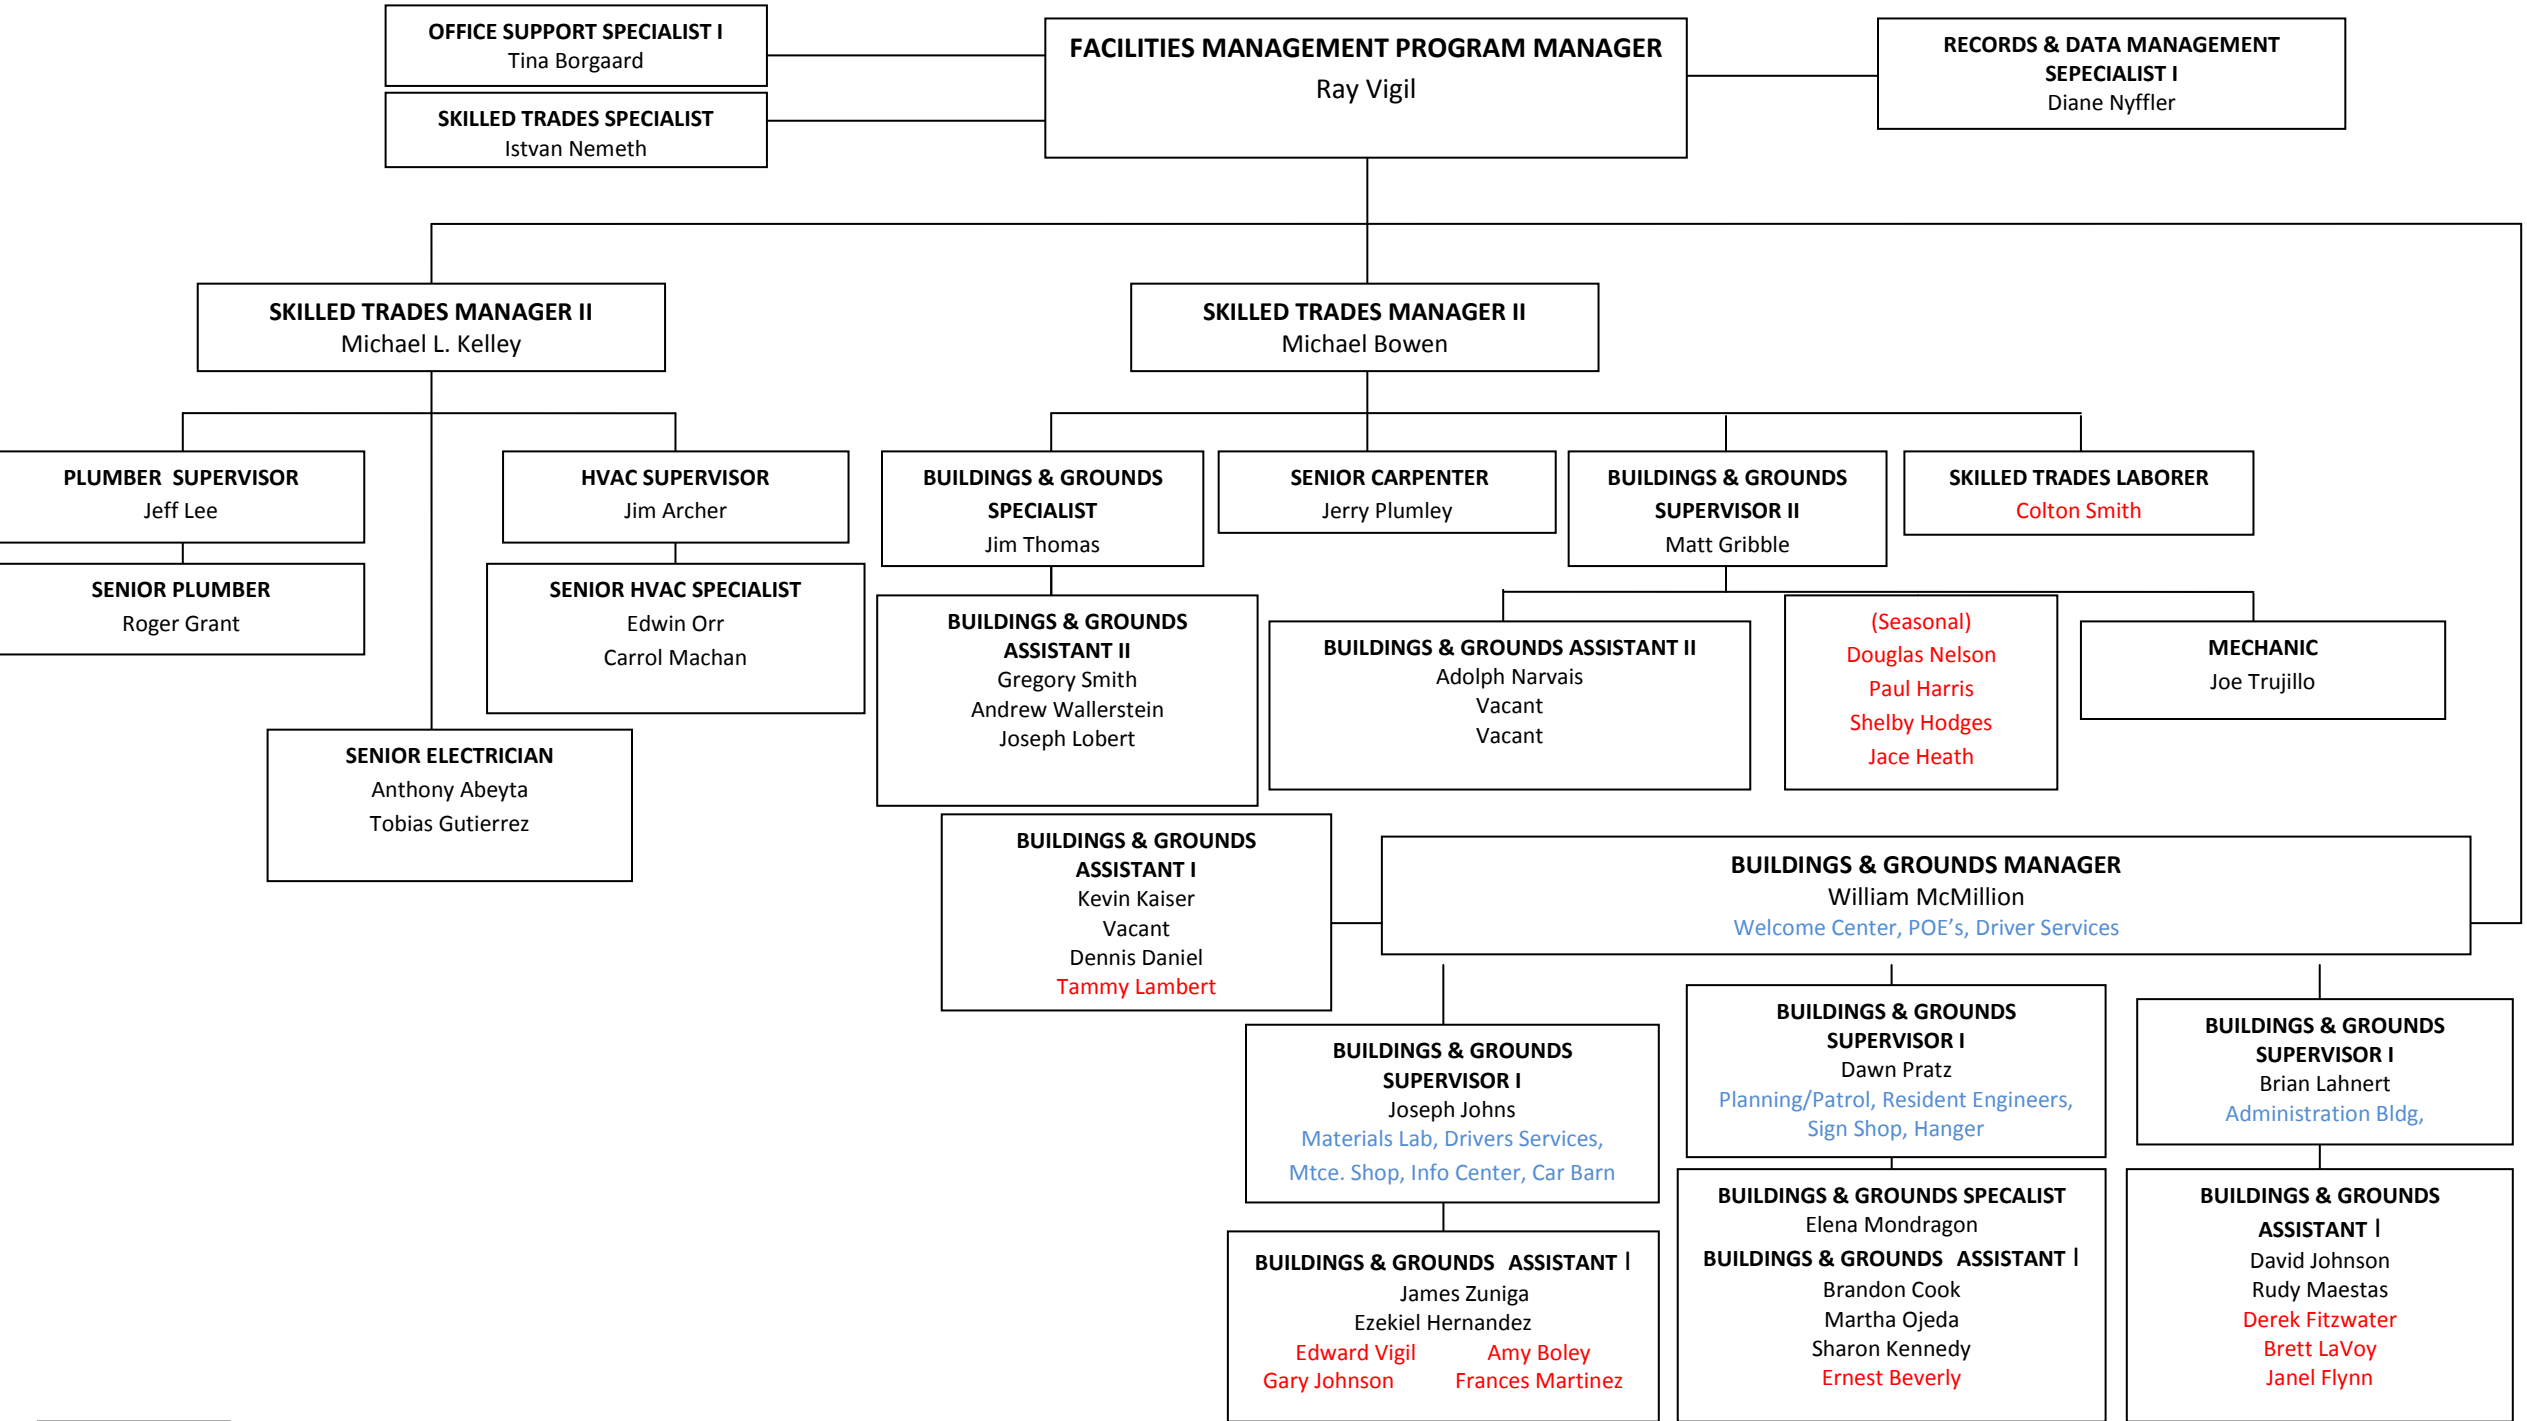 OFFICE SUPPORT SPECIALIST I
Tina Borgaard
SKILLED TRADES SPECIALIST
Istvan Nemeth
FACILITIES MANAGEMENT PROGRAM MANAGER
Ray Vigil
RECORDS & DATA MANAGEMENT
SEPECIALIST I
Diane Nyffler
SKILLED TRADES MANAGER II
Michael L. Kelley
SKILLED TRADES MANAGER II
Michael Bowen
PLUMBER SUPERVISOR
Jeff Lee
HVAC SUPERVISOR
Jim Archer
BUILDINGS & GROUNDS
SPECIALIST
Jim Thomas
SENIOR CARPENTER
Jerry Plumley
BUILDINGS & GROUNDS
SUPERVISOR II
Matt Gribble
SKILLED TRADES LABORER
Colton Smith
SENIOR PLUMBER
Roger Grant
SENIOR HVAC SPECIALIST
Edwin Orr
Carrol Machan
BUILDINGS & GROUNDS
ASSISTANT II
Gregory Smith
Andrew Wallerstein
Joseph Lobert
BUILDINGS & GROUNDS ASSISTANT II
Adolph Narvais
Vacant
Vacant
(Seasonal)
Douglas Nelson
Paul Harris
Shelby Hodges
Jace Heath
MECHANIC
Joe Trujillo
SENIOR ELECTRICIAN
Anthony Abeyta
Tobias Gutierrez
BUILDINGS & GROUNDS
ASSISTANT I
Kevin Kaiser
Vacant
Dennis Daniel
Tammy Lambert
BUILDINGS & GROUNDS MANAGER
William McMillion
Welcome Center, POE’s, Driver Services
BUILDINGS & GROUNDS
SUPERVISOR I
Joseph Johns
Materials Lab, Drivers Services,
Mtce. Shop, Info Center, Car Barn
BUILDINGS & GROUNDS
SUPERVISOR I
Dawn Pratz
Planning/Patrol, Resident Engineers,
Sign Shop, Hanger
BUILDINGS & GROUNDS
SUPERVISOR I
Brian Lahnert
Administration Bldg,
BUILDINGS & GROUNDS ASSISTANT I
James Zuniga
Ezekiel Hernandez
Edward Vigil Amy Boley
Gary Johnson Frances Martinez
BUILDINGS & GROUNDS SPECALIST
Elena Mondragon
BUILDINGS & GROUNDS ASSISTANT I
Brandon Cook
Martha Ojeda
Sharon Kennedy
Ernest Beverly
BUILDINGS & GROUNDS
ASSISTANT I
David Johnson
Rudy Maestas
Derek Fitzwater
Brett LaVoy
Janel Flynn